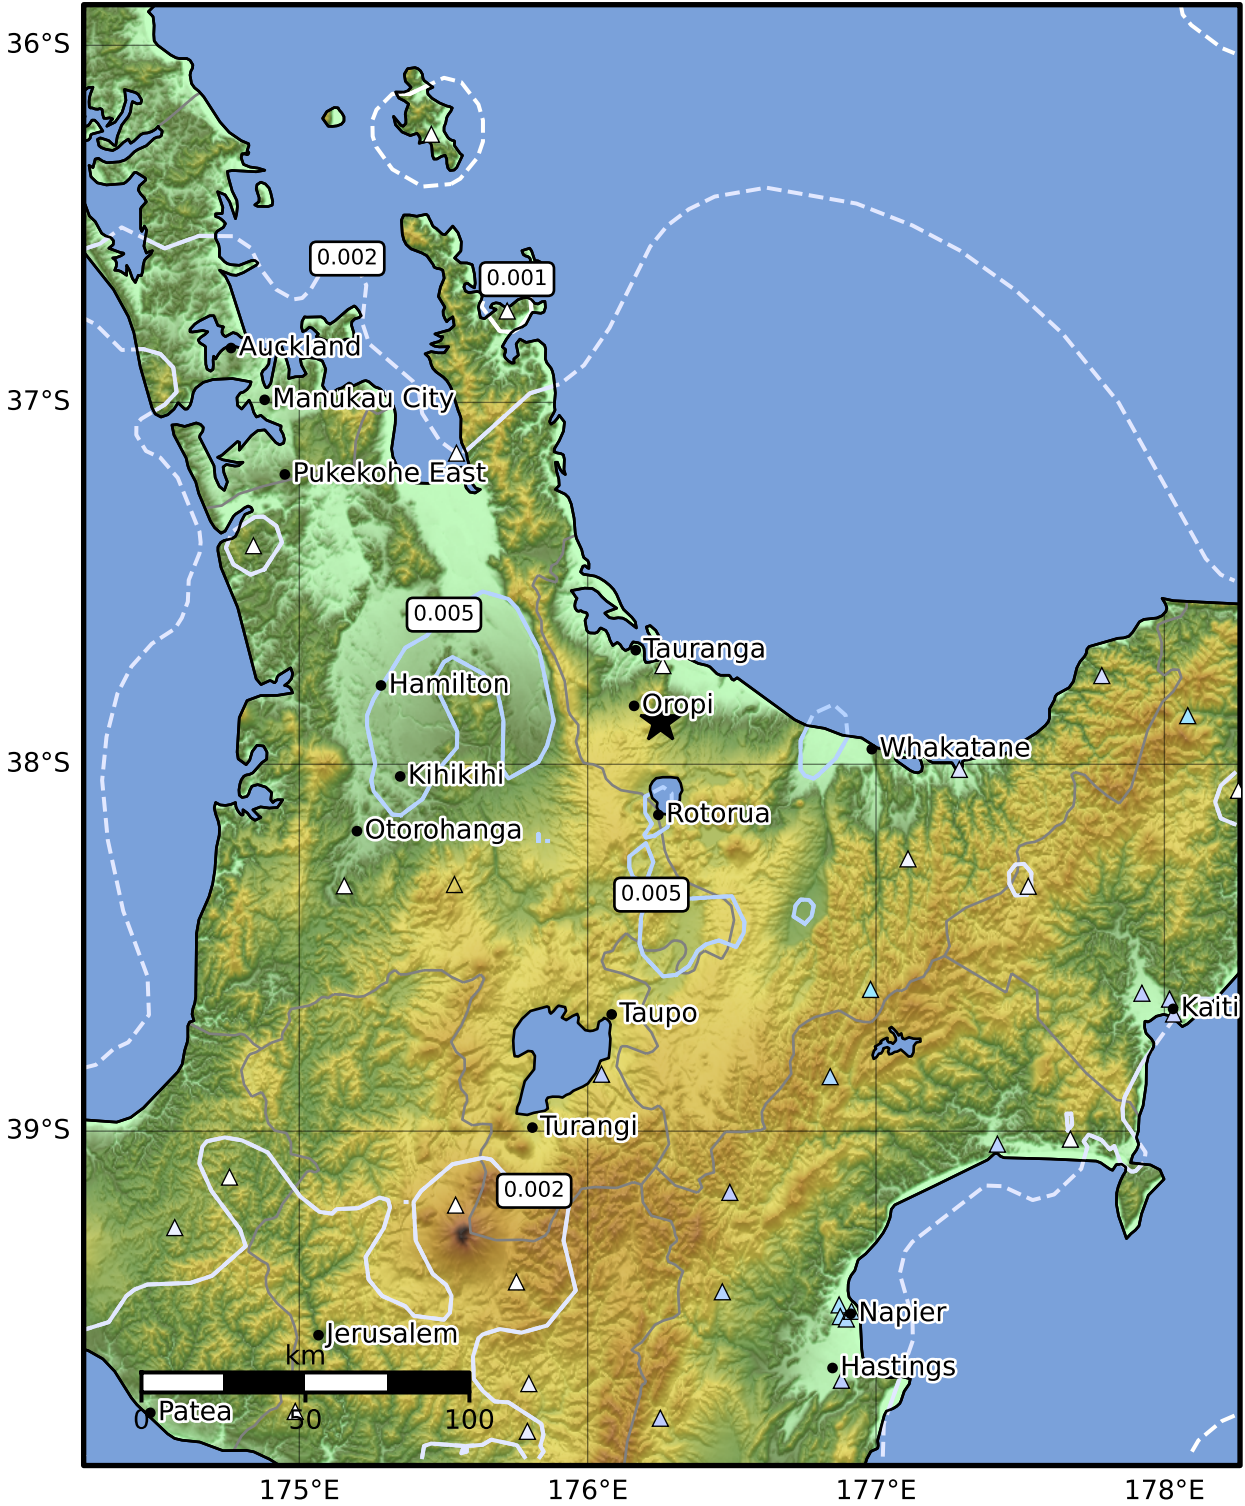 36°S
0.002
0.001
Auckland
37°S
Manukau City
Pukekohe East
0.005
Tauranga
Hamilton
Oropi
Whakatane
38°S
Kihikihi
Rotorua
Otorohanga
0.005
Kaiti
Taupo
39°S
Turangi
0.002
Napier
Jerusalem
km
Hastings
Patea
0 50 100
175°E 176°E 177°E 178°E